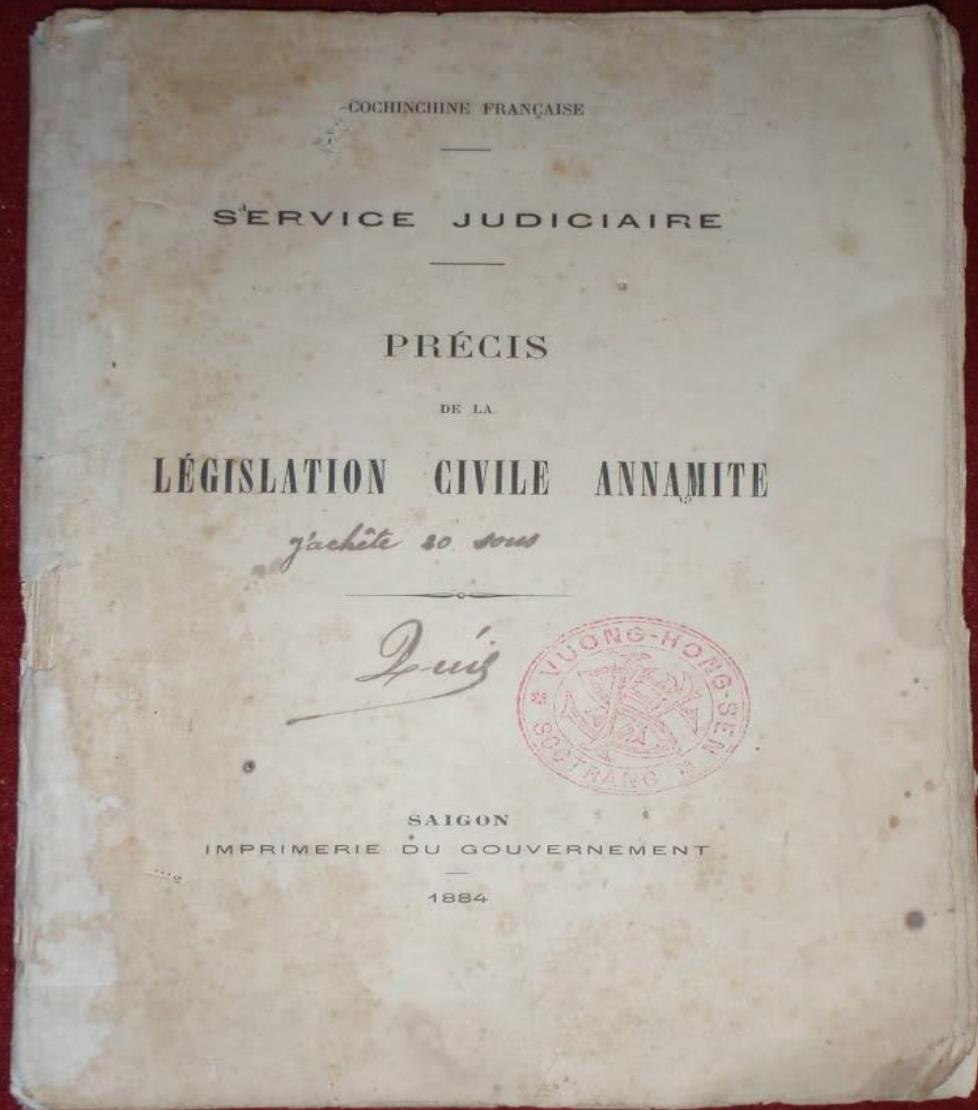 COCHINCHINE FRANÇAISE
SERVICE JUDICIAIRE
PRÉCIS
DE LA
LÉGISLATION CIVILE ANNAMITE
j'achète 20 sous
VUONG-HONG-SEN
SOCTRANG
SAIGON
IMPRIMERIE DU GOUVERNEMENT
1884